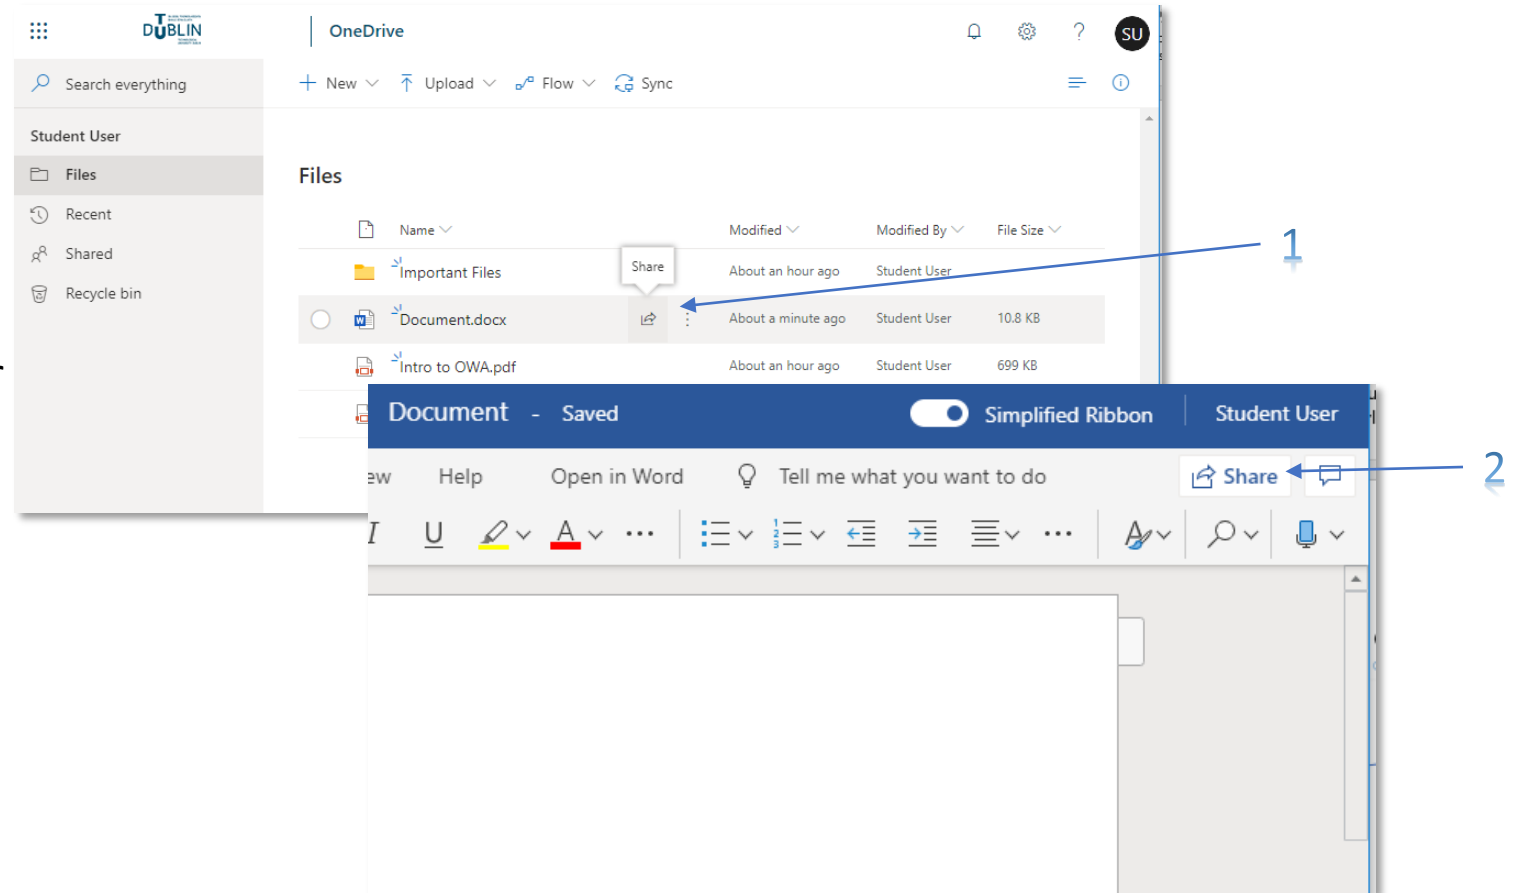 DUBLIN
OneDrive
?
SU
Search everything
New
Upload
Flow
Sync
Student User
Files
Recent
Shared
Recycle bin
Files
Name
Modified
Modified By
File Size
Share
Important Files
About an hour ago
Student User
Document.docx
About a minute ago
Student User
10.8 KB
Intro to OWA.pdf
About an hour ago
Student User
699 KB
1
Document - Saved
Simplified Ribbon
Student User
ew
Help
Open in Word
Tell me what you want to do
Share
2
I
U
A